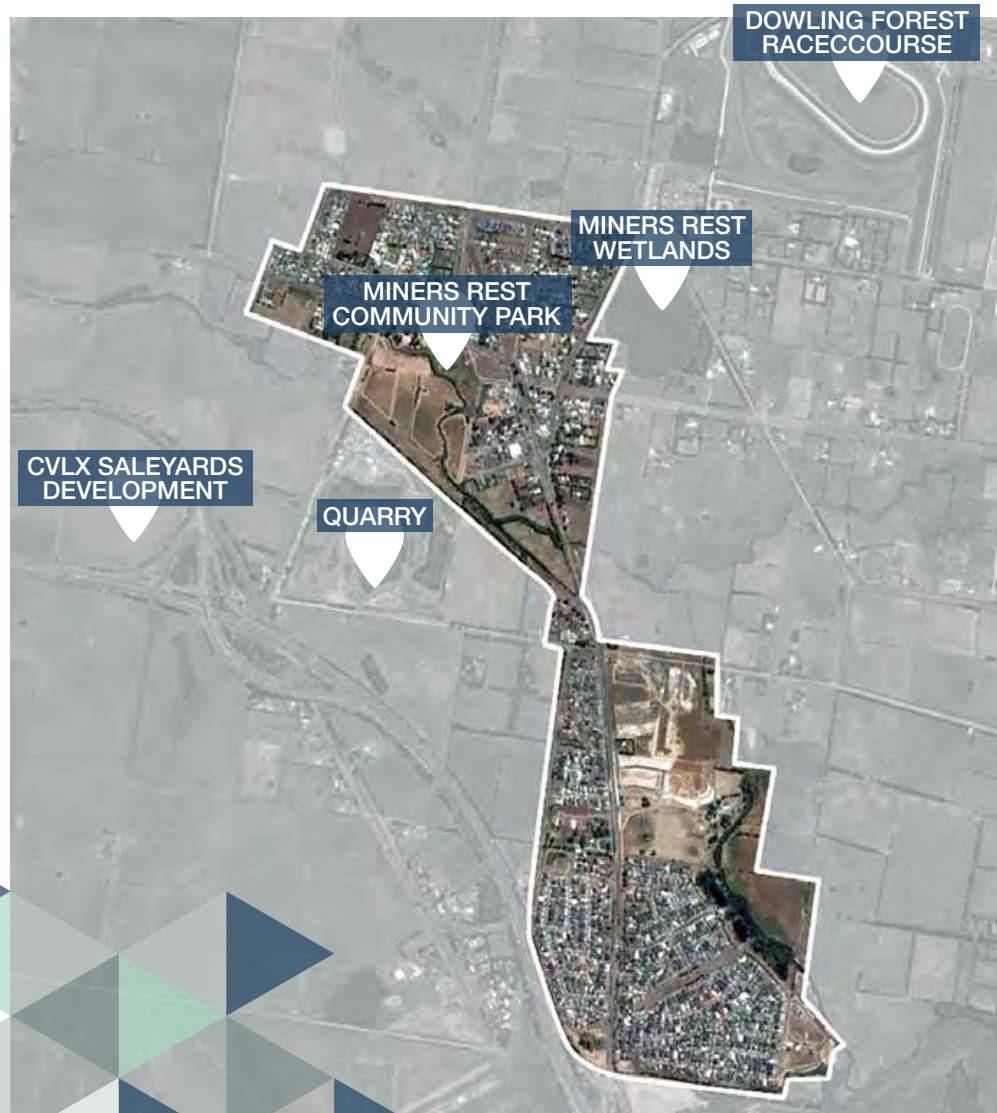 DOWLING FOREST
RACECCOURSE
MINERS REST
WETLANDS
MINERS REST
COMMUNITY PARK
CVLX SALEYARDS
DEVELOPMENT
QUARRY